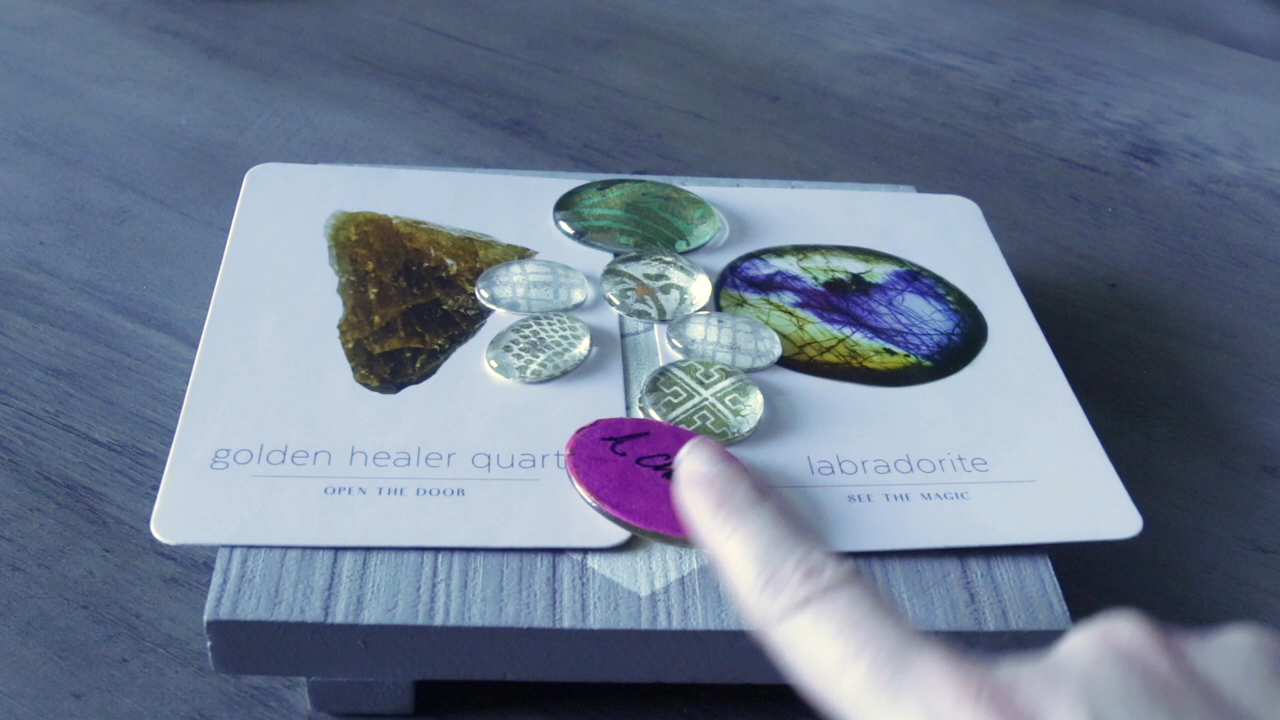 golden healer quart
OPEN THE DOOR
labradorite
SEE THE MAGIC
A